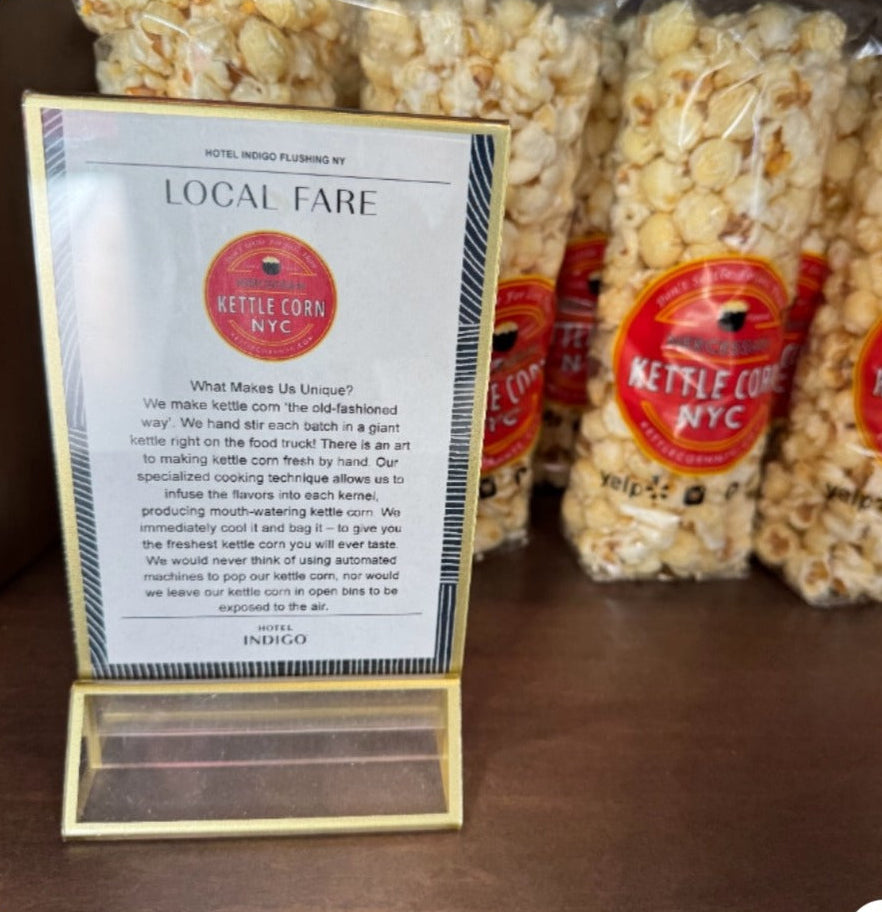 HOTEL INDIGO FLUSHING NY
LOCAL FARE
KETTLE CORN
NYC
What Makes Us Unique?
We make kettle corn 'the old-fashioned
way'. We hand stir each batch in a giant
kettle right on the food truck! There is an art
to making kettle corn fresh by hand. Our
specialized cooking technique allows us to
infuse the flavors into each kernel,
producing mouth-watering kettle corn. We
immediately cool it and bag it – to give you
the freshest kettle corn you will ever taste.
We would never think of using automated
machines to pop our kettle corn, nor would
we leave our kettle corn in open bins to be
exposed to the air.
HOTEL
INDIGO
KETTLE CORN
NYC
KETTLECORNNYC.COM
yelp
yelp